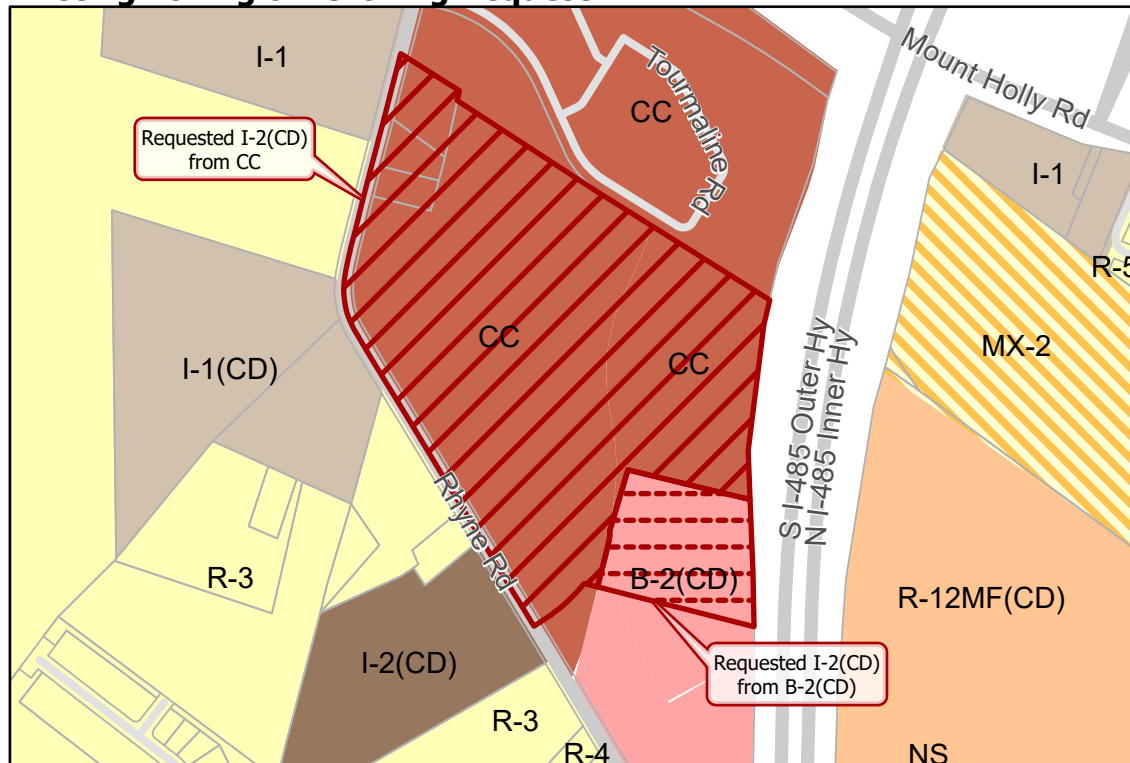 I-1
Requested I-2(CD)
from CC
CC
Tourmaline Rd
Mount Holly Rd
I-1
MX-2
CC
CC
I-1(CD)
S I-485 Outer Hy
N I-485 Inner Hy
Rhyne Rd
R-3
B-2(CD)
R-12MF(CD)
I-2(CD)
Requested I-2(CD)
from B-2(CD)
R-3
R-4
NS